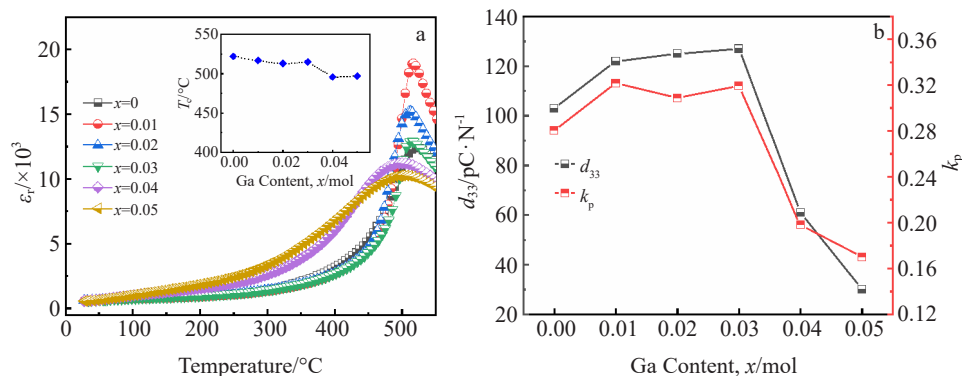 a
20
15
10
5
0
εr/×10³
0
100
200
300
400
500
Temperature/°C
x=0
x=0.01
x=0.02
x=0.03
x=0.04
x=0.05
550
500
450
400
Tc/°C
0.00
0.02
0.04
Ga Content, x/mol
b
140
120
100
80
60
40
20
d33/pC·N⁻¹
0.00
0.01
0.02
0.03
0.04
0.05
Ga Content, x/mol
d33
kp
0.36
0.32
0.28
0.24
0.20
0.16
0.12
kp